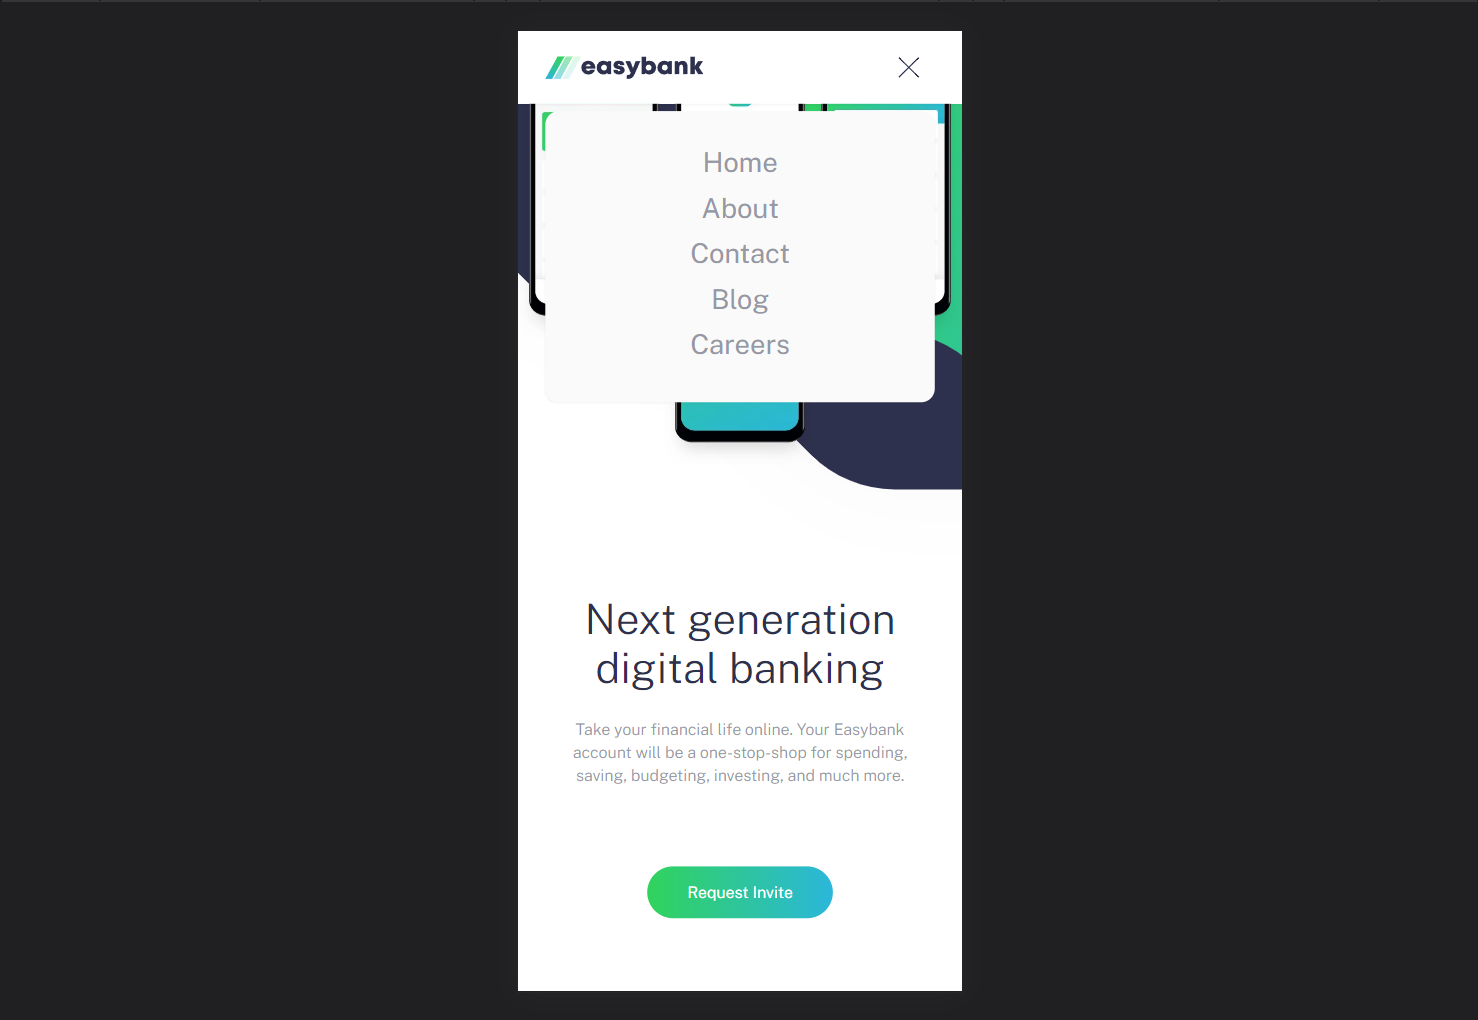 easybank
Home
About
Contact
Blog
Careers
Next generation
digital banking
Take your financial life online. Your Easybank
account will be a one-stop-shop for spending,
saving, budgeting, investing, and much more.
Request Invite